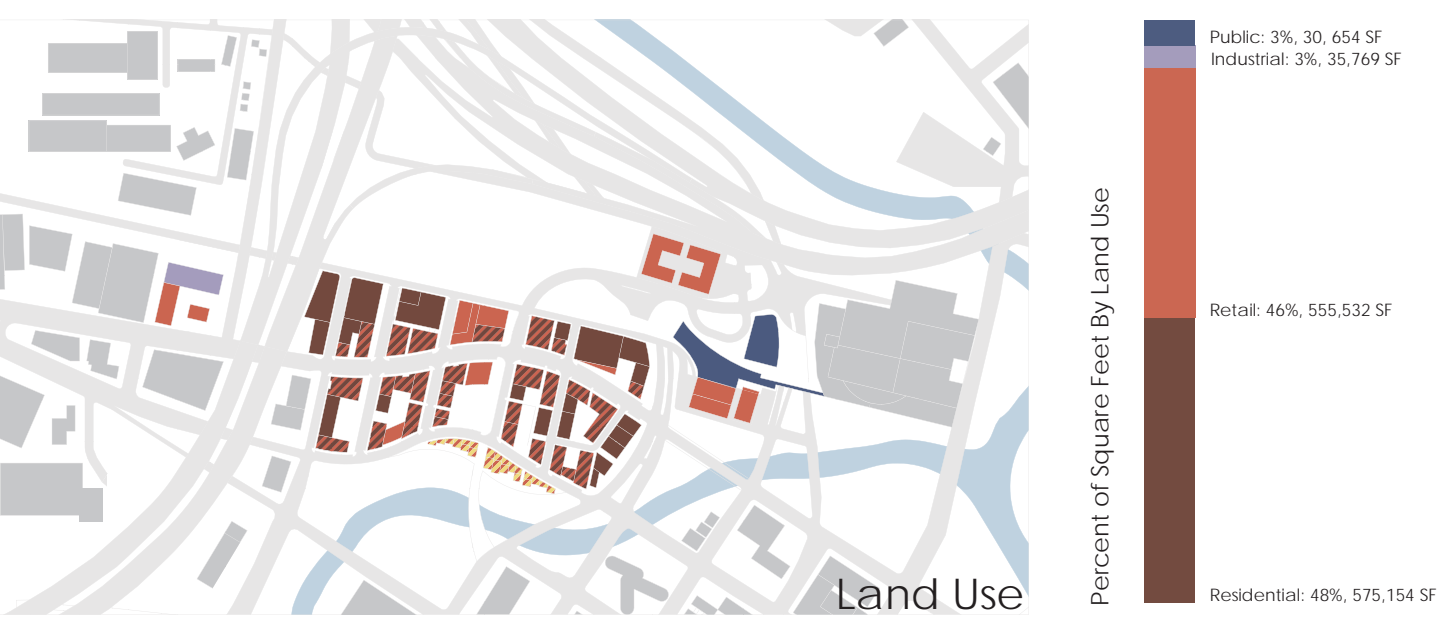 Public: 3%, 30, 654 SF
Industrial: 3%, 35,769 SF
Percent of Square Feet By Land Use
Retail: 46%, 555,532 SF
Land Use
Residential: 48%, 575,154 SF